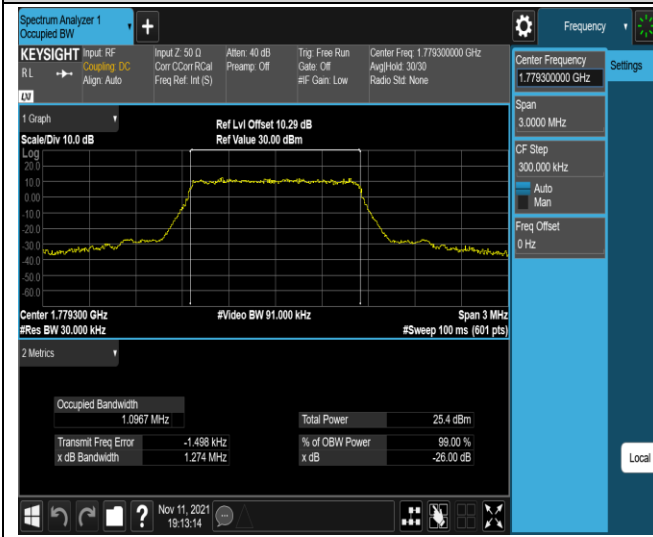 Spectrum Analyzer 1
Occupied BW
+
Frequency
KEYSIGHT
R L
LXI
Input: RF
Coupling: DC
Align: Auto
Input Z: 50 Ω
Corr CCorr RCal
Freq Ref: Int (S)
Atten: 40 dB
Preamp: Off
Trig: Free Run
Gate: Off
#IF Gain: Low
Center Freq: 1.779300000 GHz
Avg|Hold: 30/30
Radio Std: None
1 Graph
Scale/Div 10.0 dB
Ref Lvl Offset 10.29 dB
Ref Value 30.00 dBm
Log
20.0
10.0
0.00
-10.0
-20.0
-30.0
-40.0
-50.0
-60.0
Center 1.779300 GHz
#Video BW 91.000 kHz
Span 3 MHz
#Res BW 30.000 kHz
#Sweep 100 ms (601 pts)
2 Metrics
Occupied Bandwidth
1.0967 MHz
Total Power 25.4 dBm
Transmit Freq Error -1.498 kHz
% of OBW Power 99.00 %
x dB Bandwidth 1.274 MHz
x dB -26.00 dB
?
Nov 11, 2021
19:13:14
Center Frequency
1.779300000 GHz
Settings
Span
3.0000 MHz
CF Step
300.000 kHz
Auto
Man
Freq Offset
0 Hz
Local